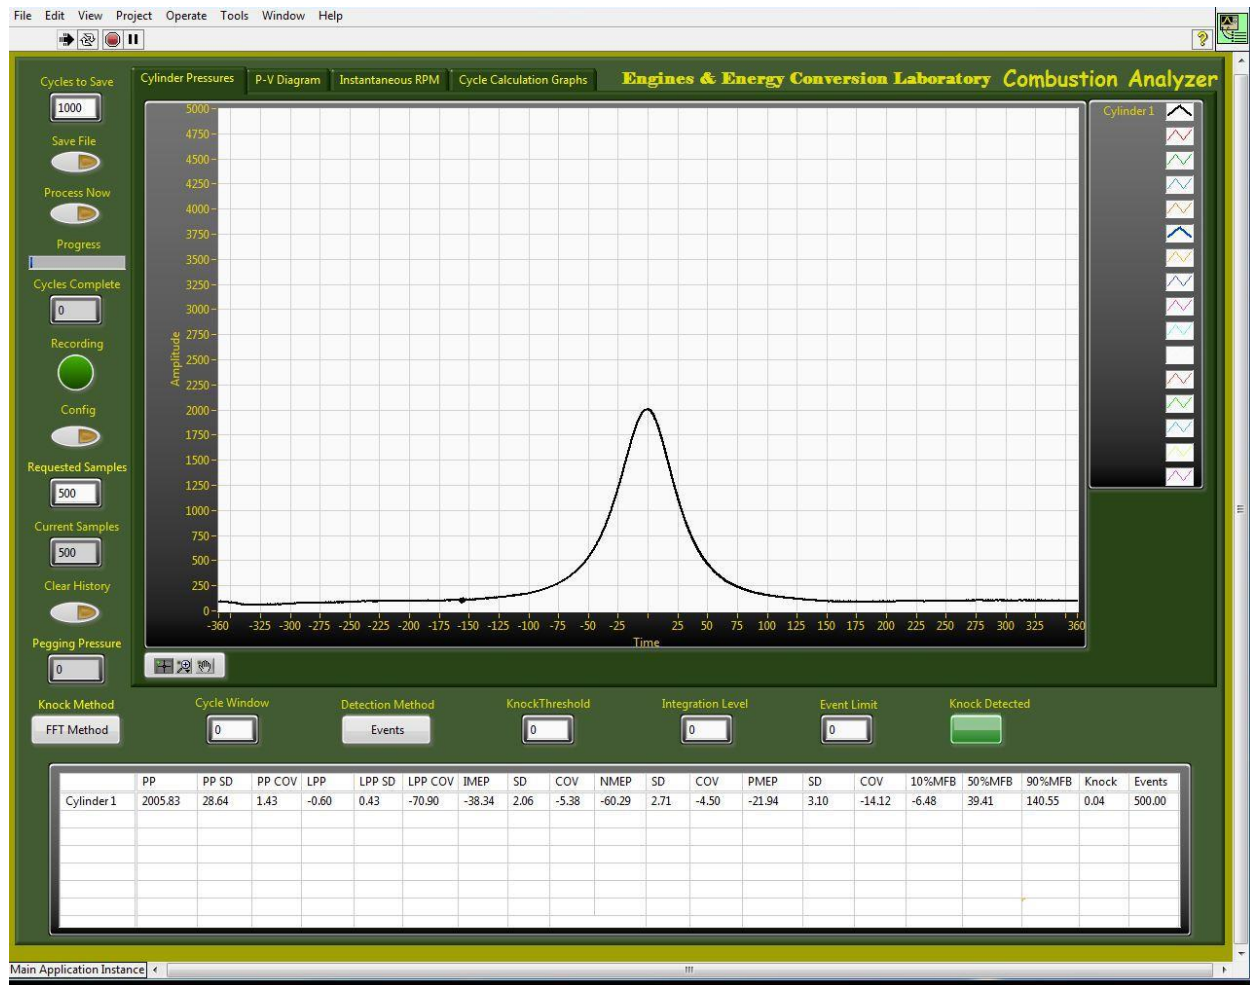 File Edit View Project Operate Tools Window Help
Cylinder Pressures P-V Diagram Instantaneous RPM Cycle Calculation Graphs Engines & Energy Conversion Laboratory Combustion Analyzer
Cycles to Save
1000
Save File
Process Now
Progress
Cycles Complete
0
Recording
Config
Requested Samples
500
Current Samples
500
Clear History
Pegging Pressure
0
Amplitude
5000
4750
4500
4250
4000
3750
3500
3250
3000
2750
2500
2250
2000
1750
1500
1250
1000
750
500
250
0
-360 -325 -300 -275 -250 -225 -200 -175 -150 -125 -100 -75 -50 -25 25 50 75 100 125 150 175 200 225 250 275 300 325 360
Time
Cylinder 1
Knock Method Cycle Window Detection Method KnockThreshold Integration Level Event Limit Knock Detected
FFT Method 0 Events 0 0 0
PP PP SD PP COV LPP LPP SD LPP COV IMEP SD COV NMEP SD COV PMEP SD COV 10%MFB 50%MFB 90%MFB Knock Events
Cylinder 1 2005.83 28.64 1.43 -0.60 0.43 -70.90 -38.34 2.06 -5.38 -60.29 2.71 -4.50 -21.94 3.10 -14.12 -6.48 39.41 140.55 0.04 500.00
Main Application Instance